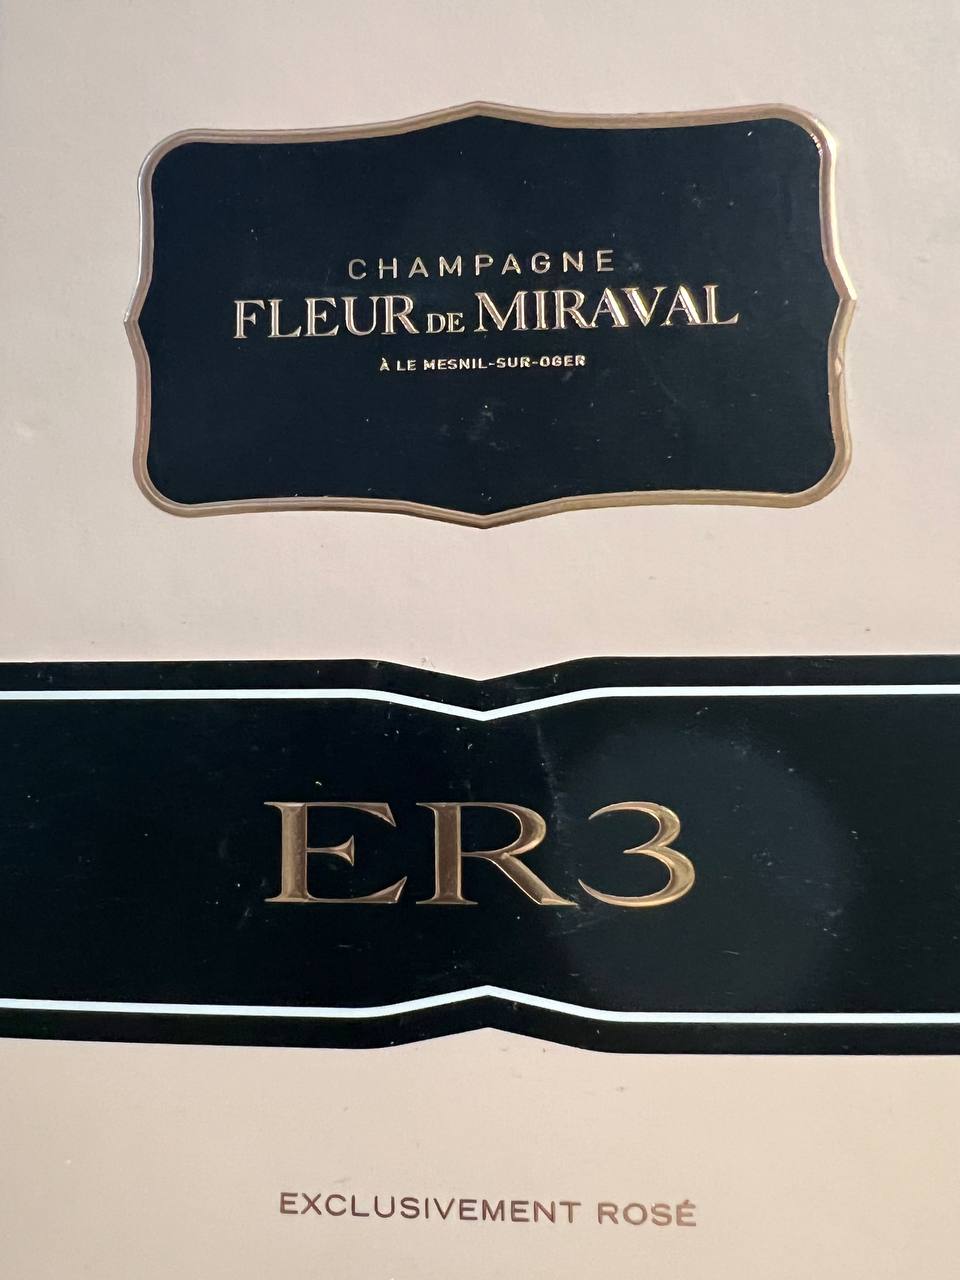 CHAMPAGNE
FLEUR DE MIRAVAL
À LE MESNIL-SUR-OGER
ER3
EXCLUSIVEMENT ROSÉ